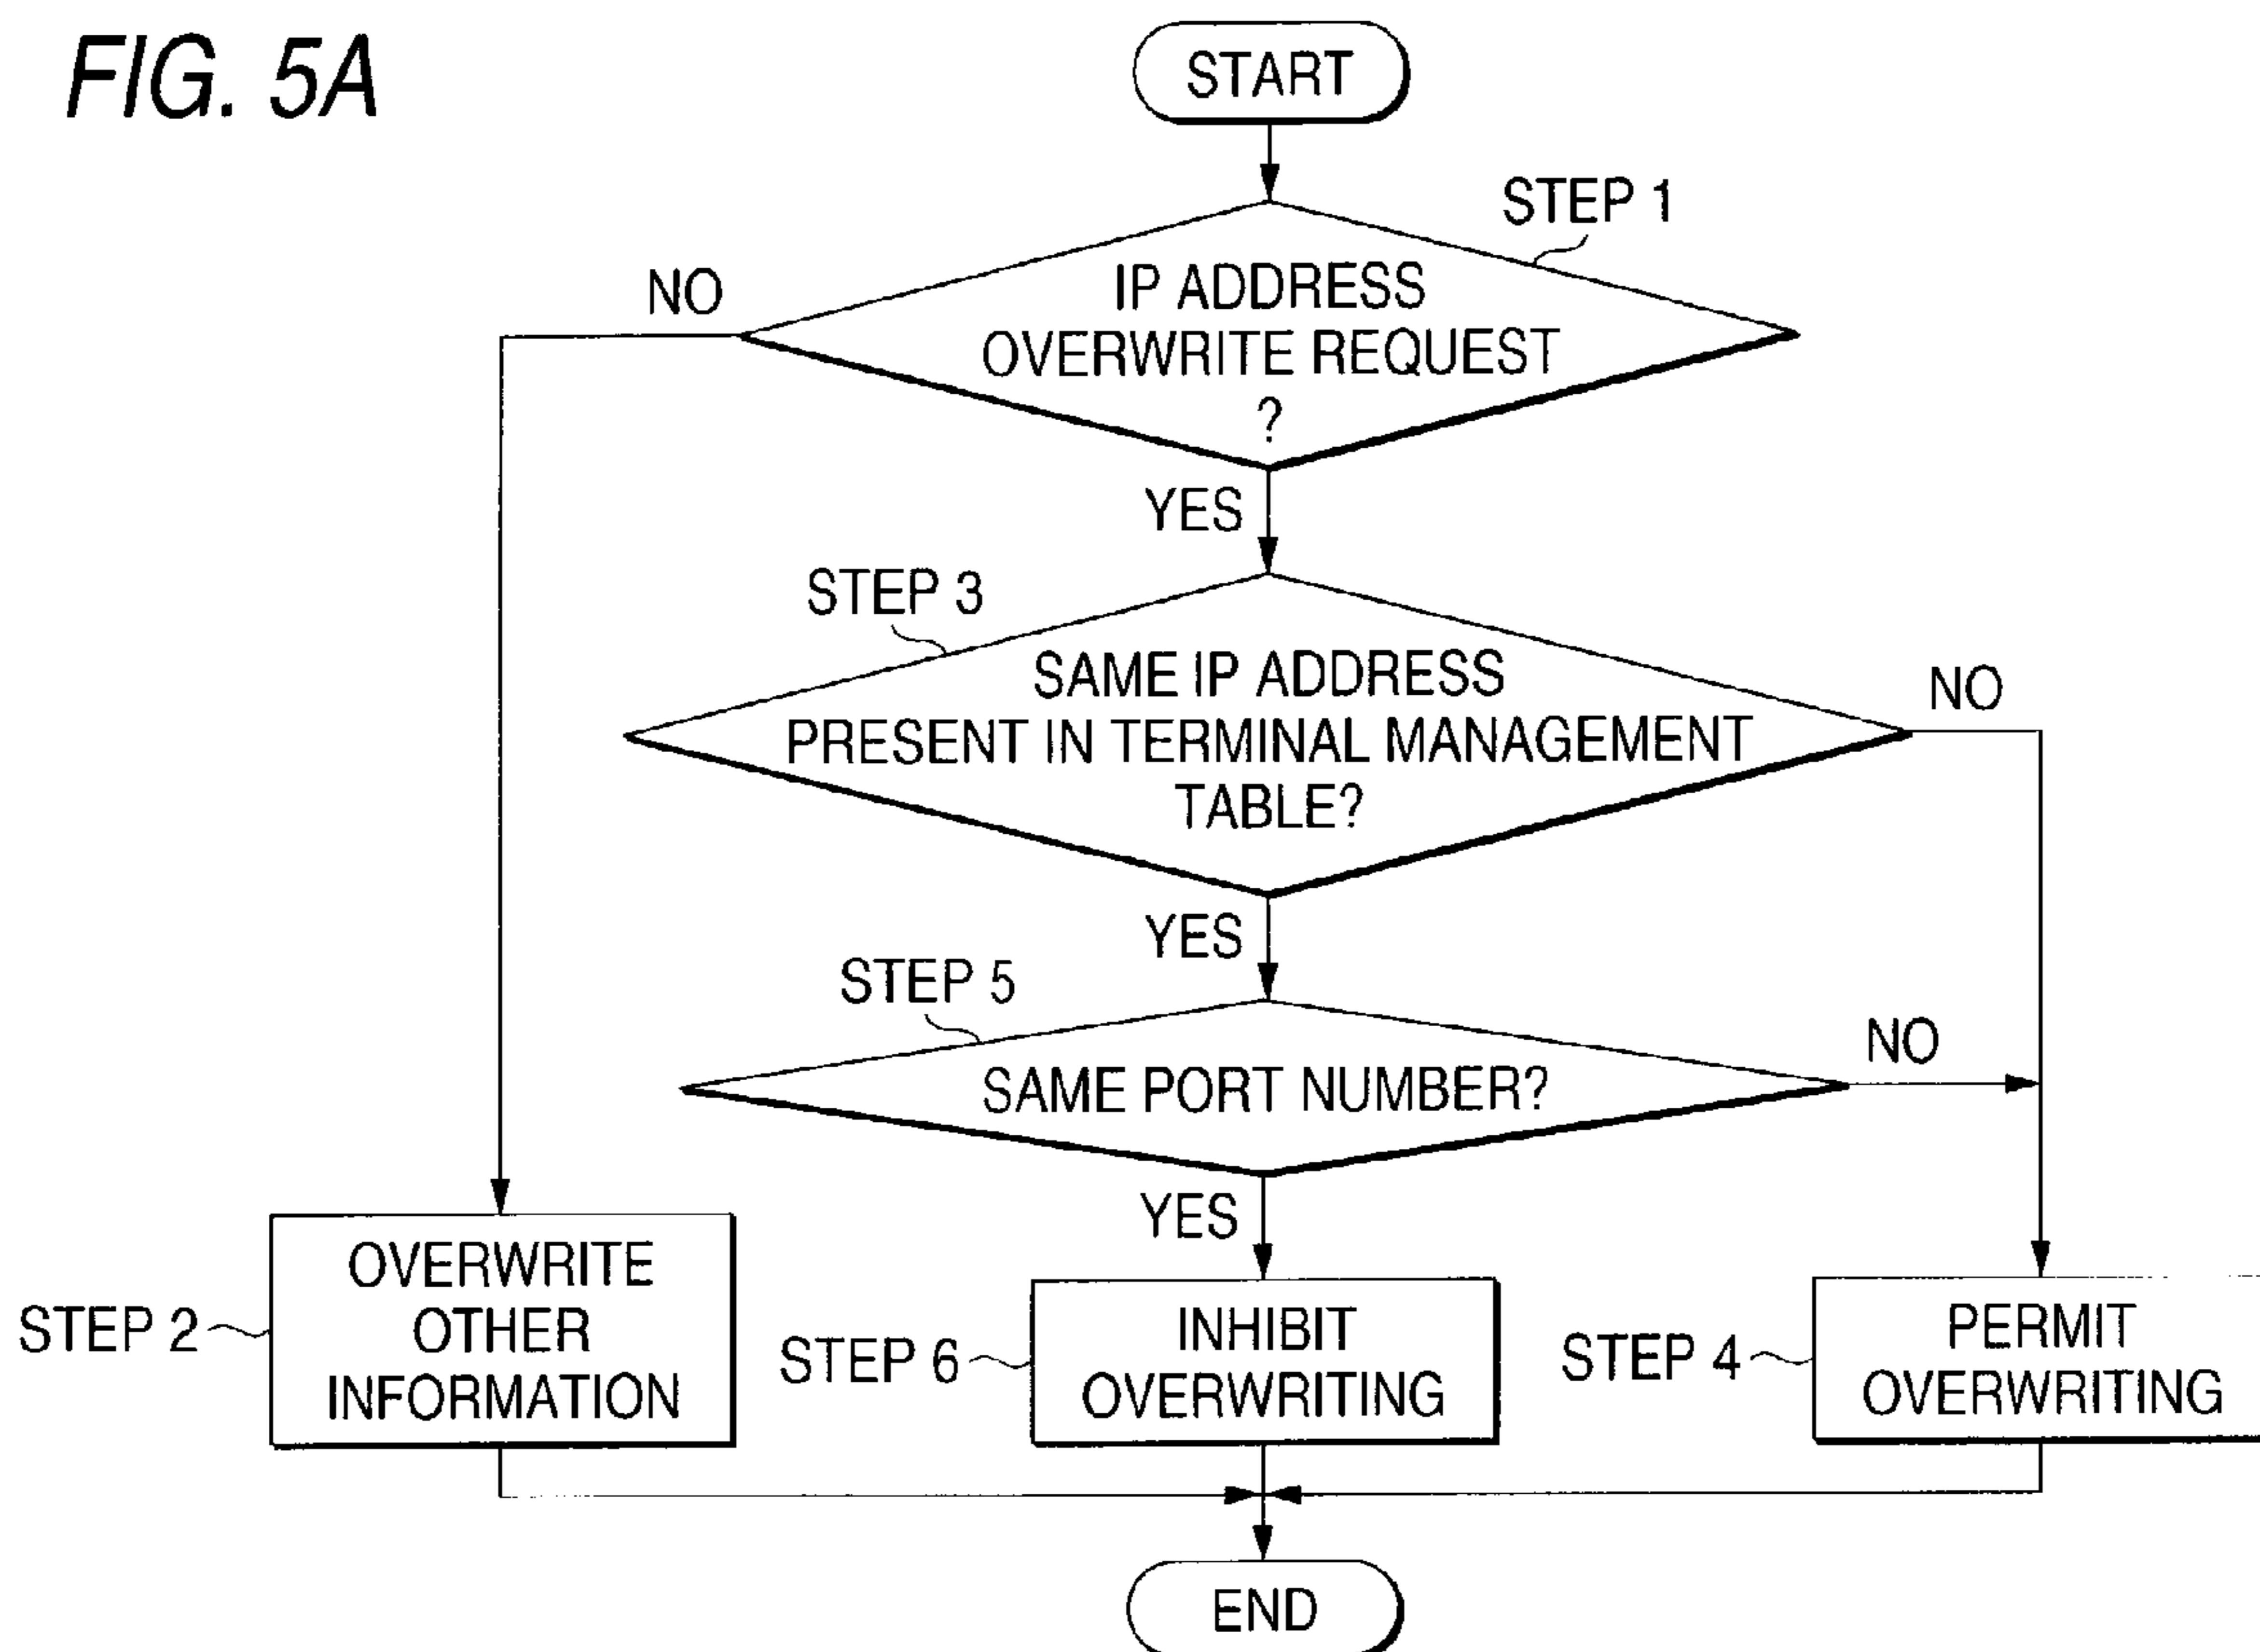 FIG. 5A
START
STEP 1
IP ADDRESS
OVERWRITE REQUEST
?
NO
YES
STEP 3
SAME IP ADDRESS
PRESENT IN TERMINAL MANAGEMENT
TABLE?
NO
YES
STEP 5
SAME PORT NUMBER?
NO
YES
STEP 2
OVERWRITE
OTHER
INFORMATION
STEP 6
INHIBIT
OVERWRITING
STEP 4
PERMIT
OVERWRITING
END